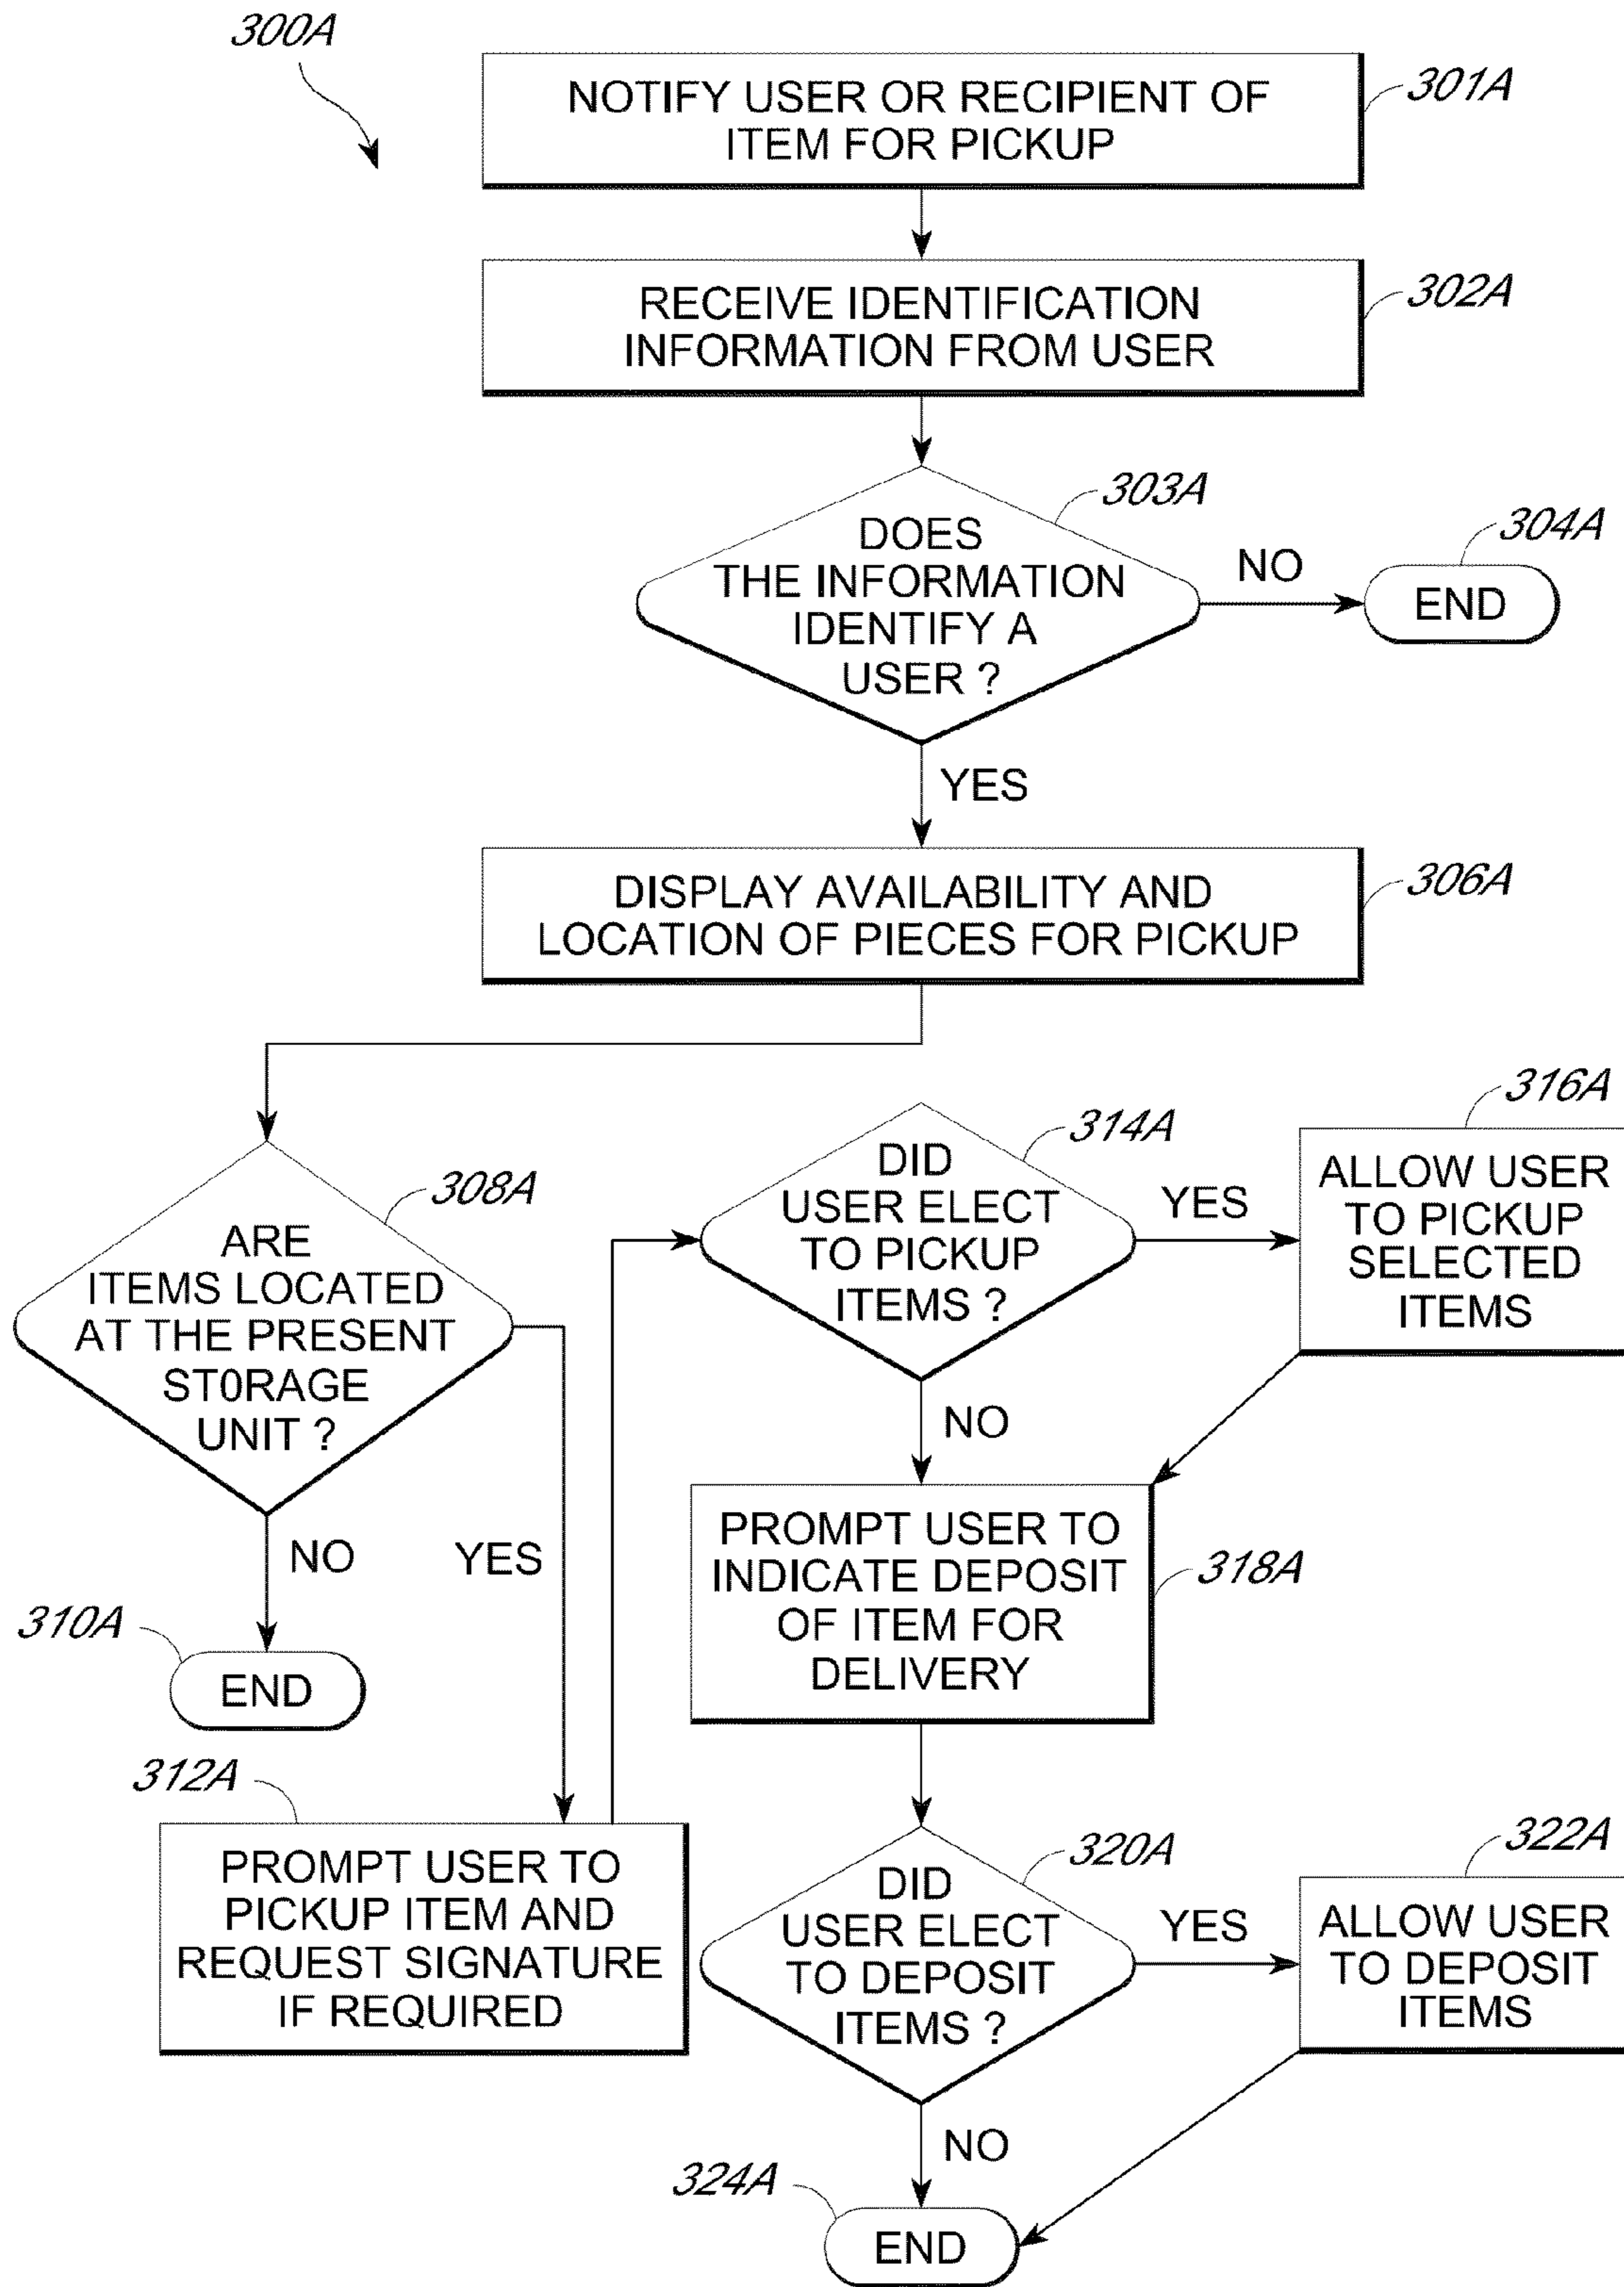 300A
NOTIFY USER OR RECIPIENT OF
ITEM FOR PICKUP
301A
RECEIVE IDENTIFICATION
INFORMATION FROM USER
302A
303A
DOES
THE INFORMATION
IDENTIFY A
USER ?
NO
304A
END
YES
DISPLAY AVAILABILITY AND
LOCATION OF PIECES FOR PICKUP
306A
308A
ARE
ITEMS LOCATED
AT THE PRESENT
ST0RAGE
UNIT ?
NO
YES
310A
END
312A
PROMPT USER TO
PICKUP ITEM AND
REQUEST SIGNATURE
IF REQUIRED
314A
DID
USER ELECT
TO PICKUP
ITEMS ?
YES
316A
ALLOW USER
TO PICKUP
SELECTED
ITEMS
NO
PROMPT USER TO
INDICATE DEPOSIT
OF ITEM FOR
DELIVERY
318A
320A
DID
USER ELECT
TO DEPOSIT
ITEMS ?
YES
322A
ALLOW USER
TO DEPOSIT
ITEMS
NO
324A
END